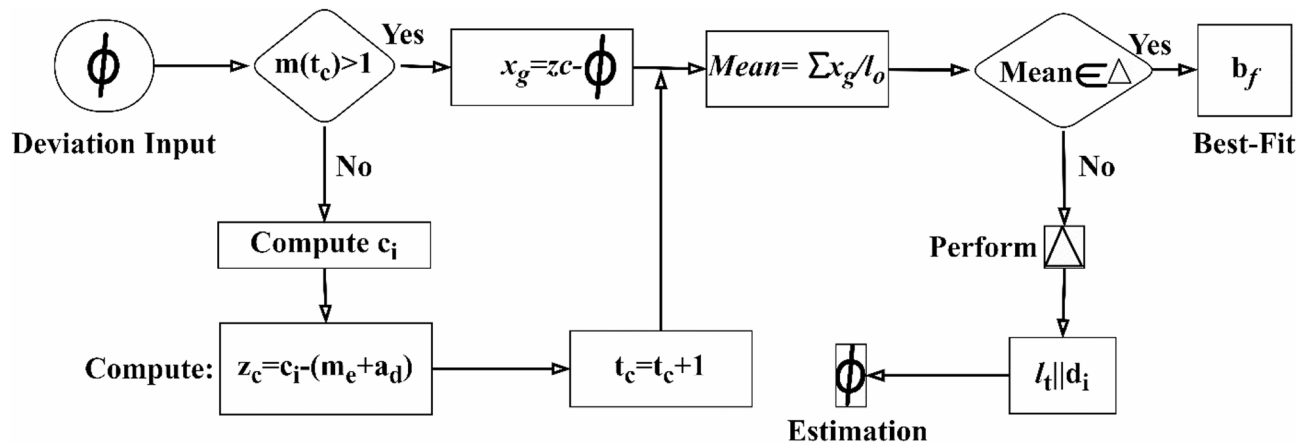 ϕ
Deviation Input
m(t_c)>1
Yes
x_g=zc-ϕ
Mean= ∑x_g/l_o
Mean∈△
Yes
b_f
Best-Fit
No
No
Compute c_i
Perform △
Compute: z_c=c_i-(m_e+a_d)
t_c=t_c+1
l_t||d_i
ϕ
Estimation